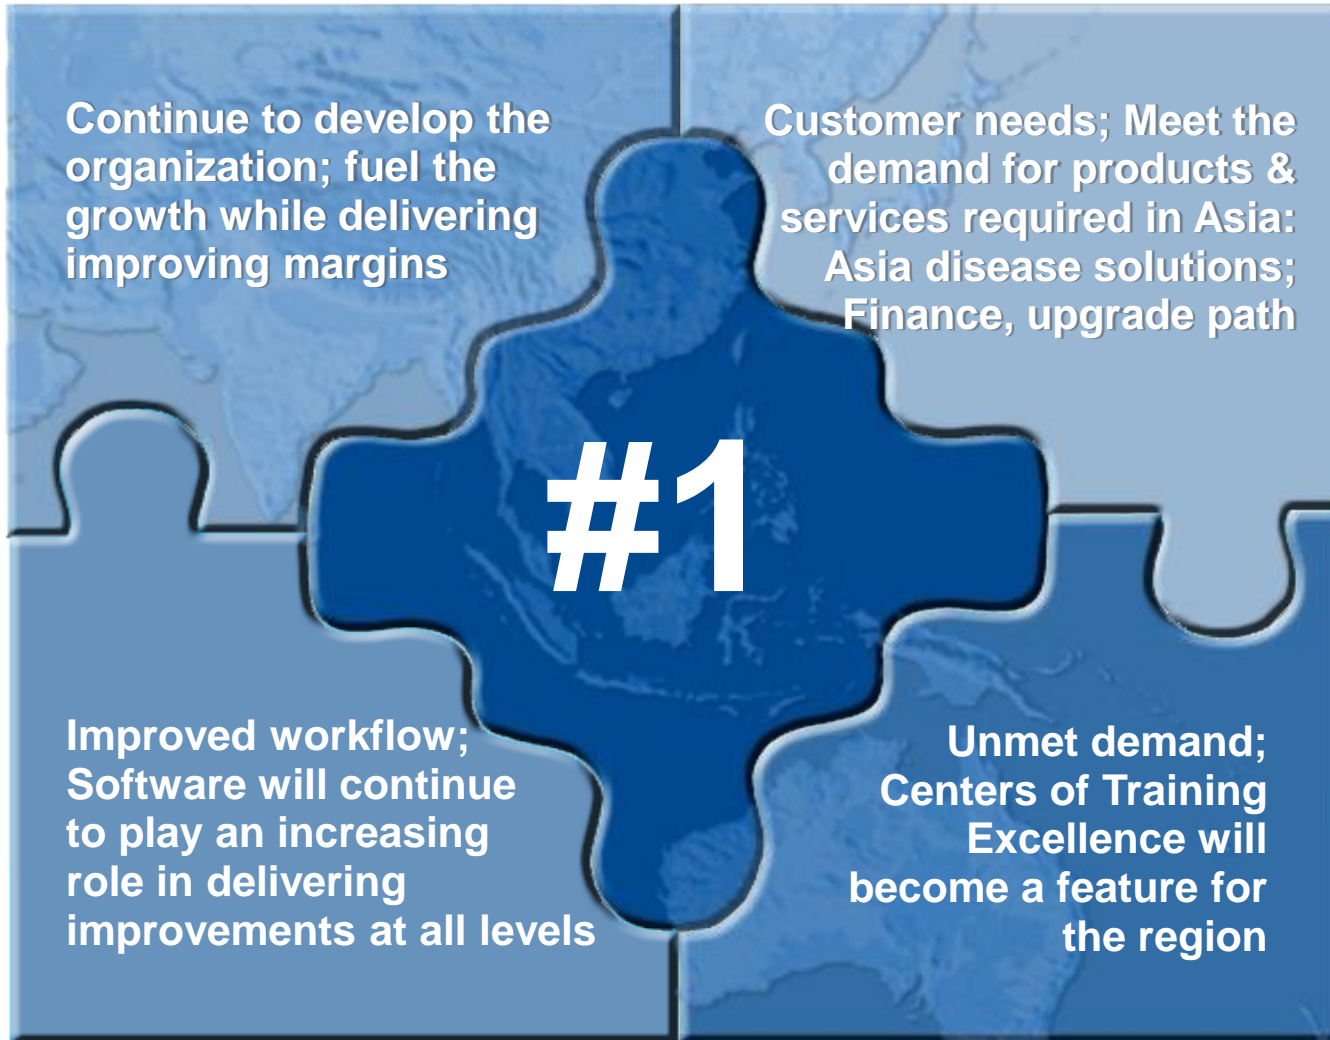 Continue to develop the
organization; fuel the
growth while delivering
improving margins
Customer needs; Meet the
demand for products &
services required in Asia:
Asia disease solutions;
Finance, upgrade path
#1
Improved workflow;
Software will continue
to play an increasing
role in delivering
improvements at all levels
Unmet demand;
Centers of Training
Excellence will
become a feature for
the region